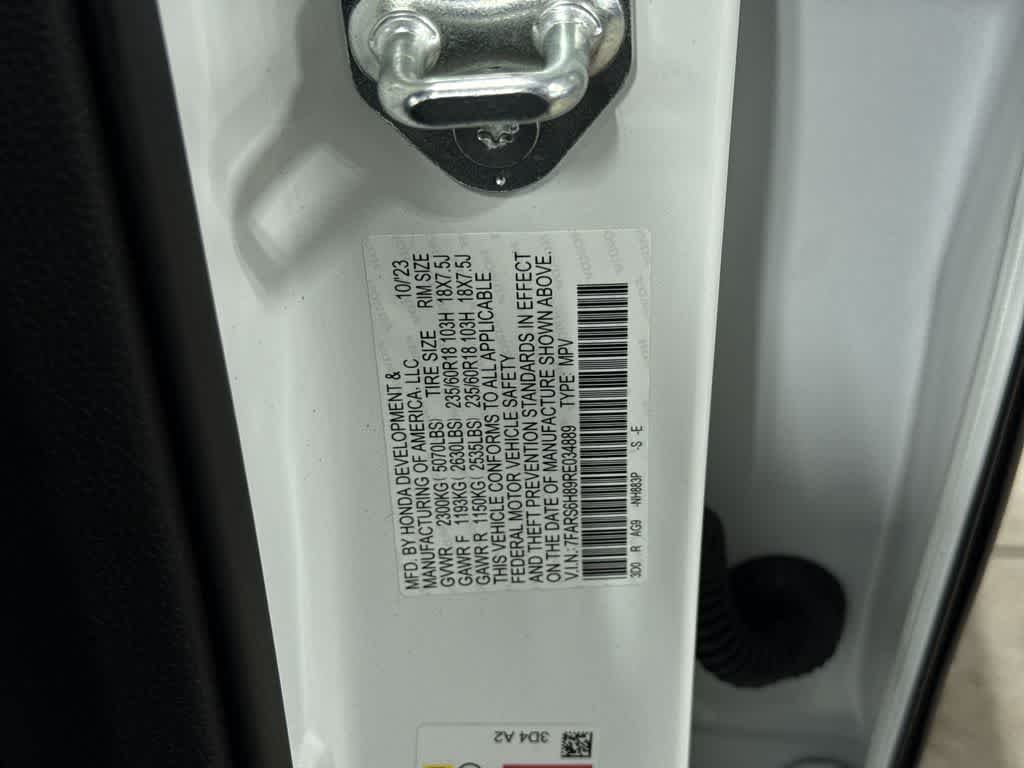 MFD. BY HONDA DEVELOPMENT & 10/'23
MANUFACTURING OF AMERICA. LLC TIRE SIZE RIM SIZE
GVWR 2300KG( 5070LBS)
GAWR F 1193KG( 2630LBS) 235/60R18 103H 18X7.5J
GAWR R 1150KG( 2535LBS) 235/60R18 103H 18X7.5J
THIS VEHICLE CONFORMS TO ALL APPLICABLE
FEDERAL MOTOR VEHICLE SAFETY
AND THEFT PREVENTION STANDARDS IN EFFECT
ON THE DATE OF MANUFACTURE SHOWN ABOVE.
V.I.N.: 7FARS6H89RE034889 TYPE: MPV
3D0 R AG9 -NH883P -S -E
3D4 A2